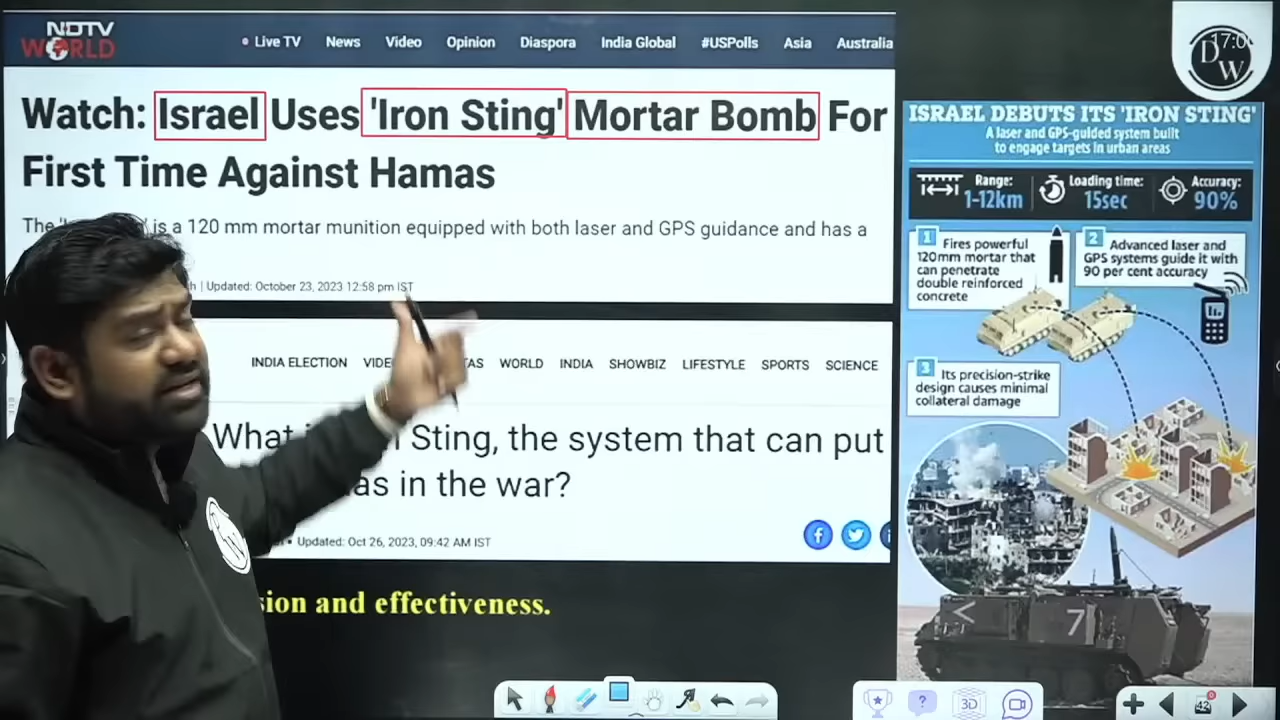 NDTV
WORLD
Live TV News Video Opinion Diaspora India Global #USPolls Asia Australia
Watch: Israel Uses 'Iron Sting' Mortar Bomb For
First Time Against Hamas
The is a 120 mm mortar munition equipped with both laser and GPS guidance and has a
| Updated: October 23, 2023 12:58 pm IST
INDIA ELECTION WORLD INDIA SHOWBIZ LIFESTYLE SPORTS SCIENCE
What Sting, the system that can put
in the war?
• Updated: Oct 26, 2023, 09:42 AM IST
and effectiveness.
DW
17:0
ISRAEL DEBUTS ITS 'IRON STING'
A laser and GPS-guided system built
to engage targets in urban areas
Range:
1-12km
Loading time:
15sec
Accuracy:
90%
1 Fires powerful
120mm mortar that
can penetrate
double reinforced
concrete
2 Advanced laser and
GPS systems guide it with
90 per cent accuracy
3 Its precision-strike
design causes minimal
collateral damage
7
3D
42
0